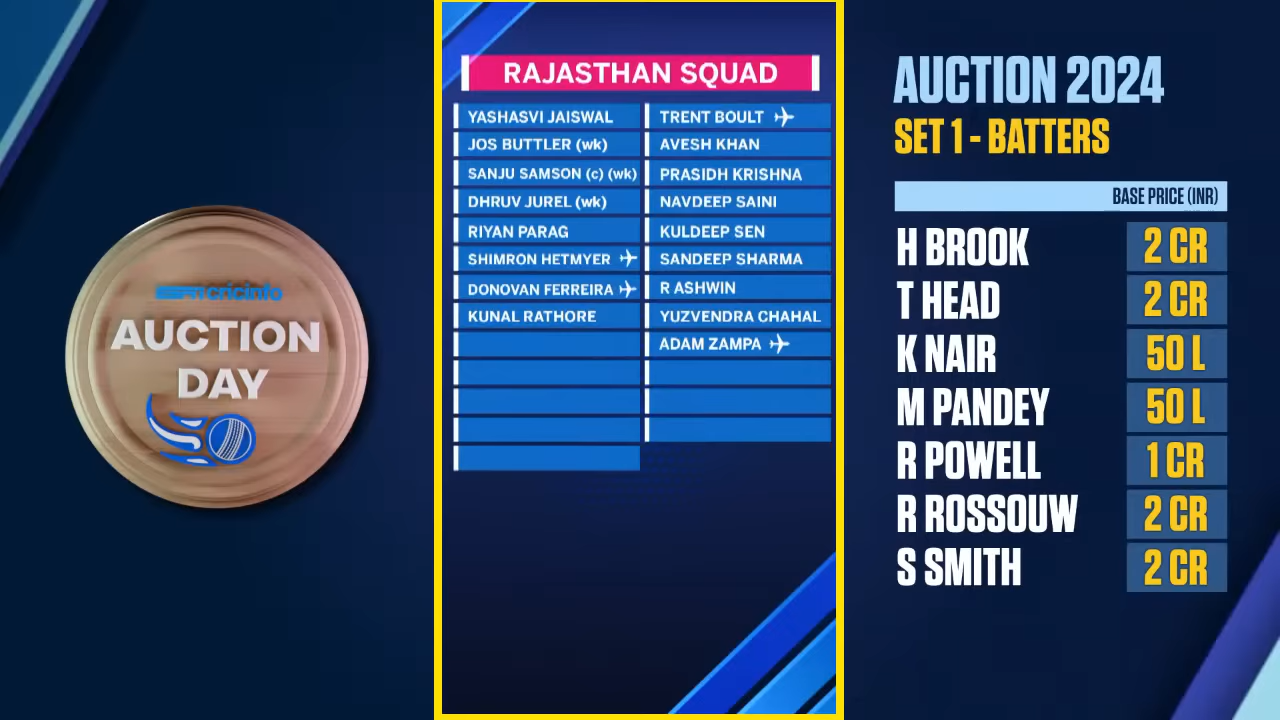 ESPN cricinfo
AUCTION
DAY
RAJASTHAN SQUAD
YASHASVI JAISWAL
JOS BUTTLER (wk)
SANJU SAMSON (c) (wk)
DHRUV JUREL (wk)
RIYAN PARAG
SHIMRON HETMYER
DONOVAN FERREIRA
KUNAL RATHORE
TRENT BOULT
AVESH KHAN
PRASIDH KRISHNA
NAVDEEP SAINI
KULDEEP SEN
SANDEEP SHARMA
R ASHWIN
YUZVENDRA CHAHAL
ADAM ZAMPA
AUCTION 2024
SET 1 - BATTERS
BASE PRICE (INR)
H BROOK 2 CR
T HEAD 2 CR
K NAIR 50 L
M PANDEY 50 L
R POWELL 1 CR
R ROSSOUW 2 CR
S SMITH 2 CR